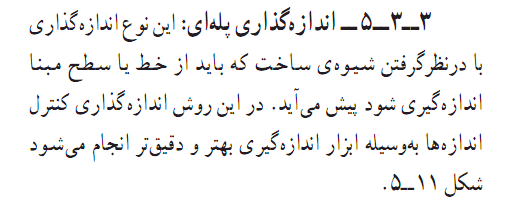 ۳ــ۳ــ۵ــ اندازه‌گذاری پله‌ای: این نوع اندازه‌گذاری
با درنظرگرفتن شیوه‌ی ساخت که باید از خط یا سطح مبنا
اندازه‌گیری شود پیش می‌آید. در این روش اندازه‌گذاری کنترل
اندازه‌ها به‌وسیله ابزار اندازه‌گیری بهتر و دقیق‌تر انجام می‌شود
شکل ۱۱ــ۵.